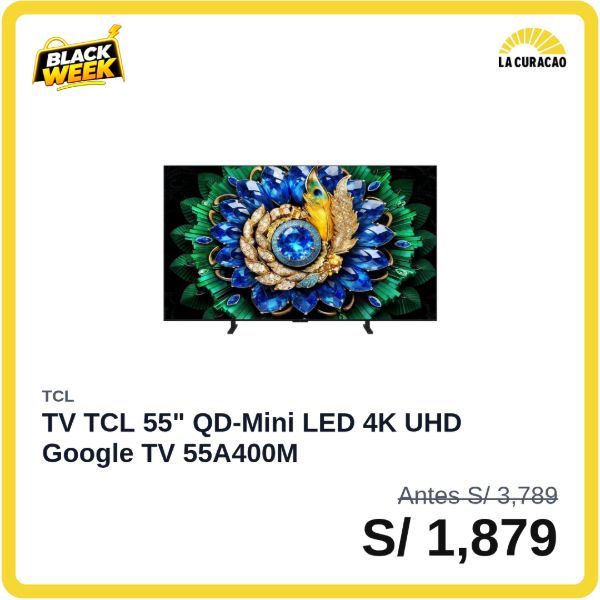 BLACK
WEEK
LA CURACAO
TCL
TV TCL 55" QD-Mini LED 4K UHD
Google TV 55A400M
Antes S/ 3,789
S/ 1,879